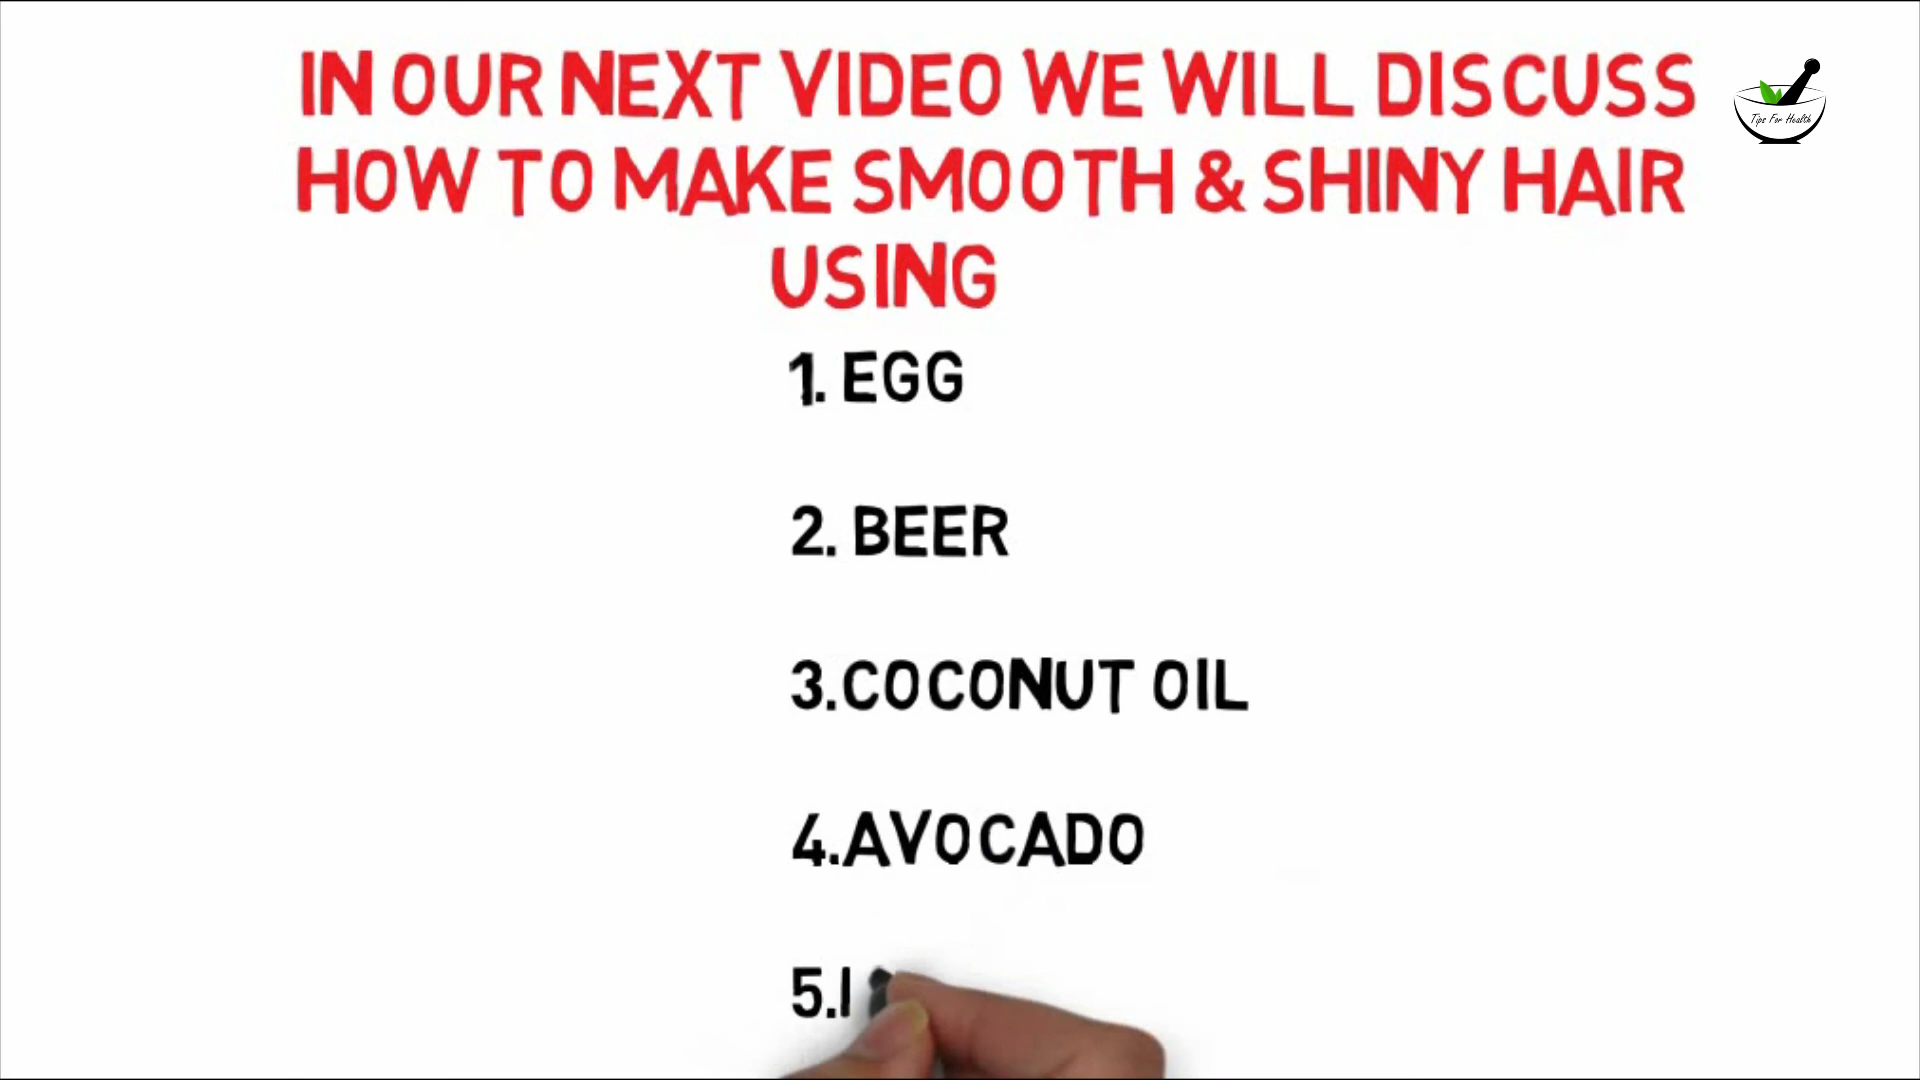 IN OUR NEXT VIDEO WE WILL DISCUSS
HOW TO MAKE SMOOTH & SHINY HAIR
USING
Tips For Health
1. EGG
2. BEER
3.COCONUT OIL
4.AVOCADO
5.